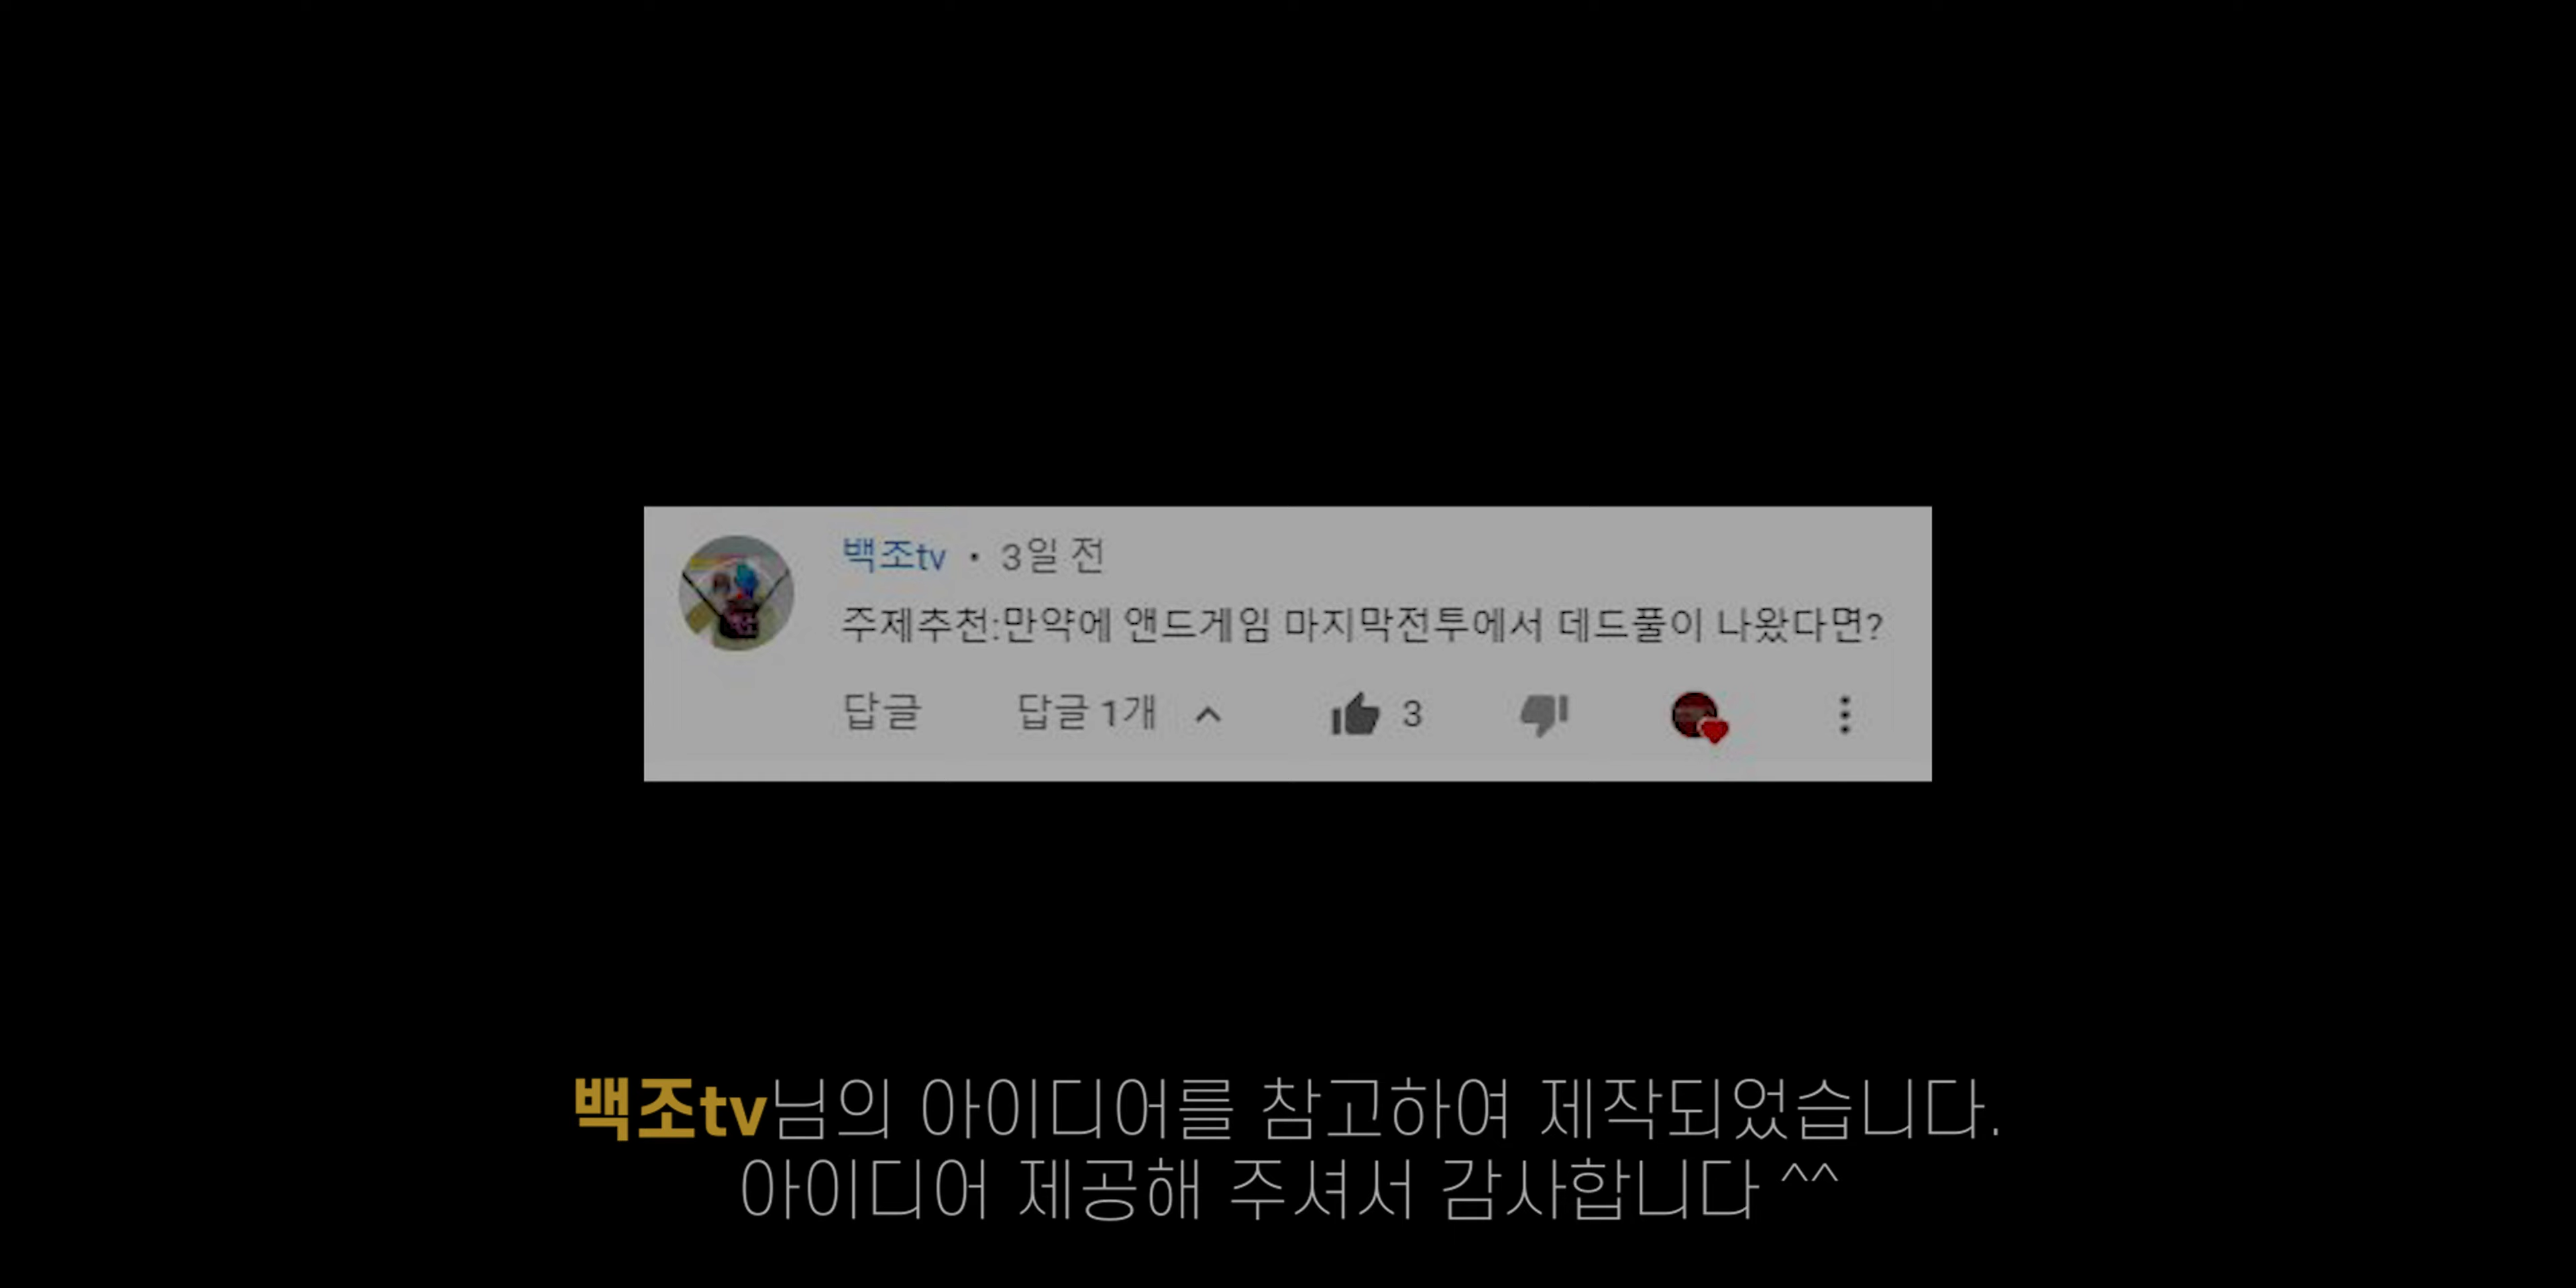 백조tv • 3일 전
주제추천:만약에 앤드게임 마지막전투에서 데드풀이 나왔다면?
답글 답글 1개 3
백조tv님의 아이디어를 참고하여 제작되었습니다.
아이디어 제공해 주셔서 감사합니다 ^^